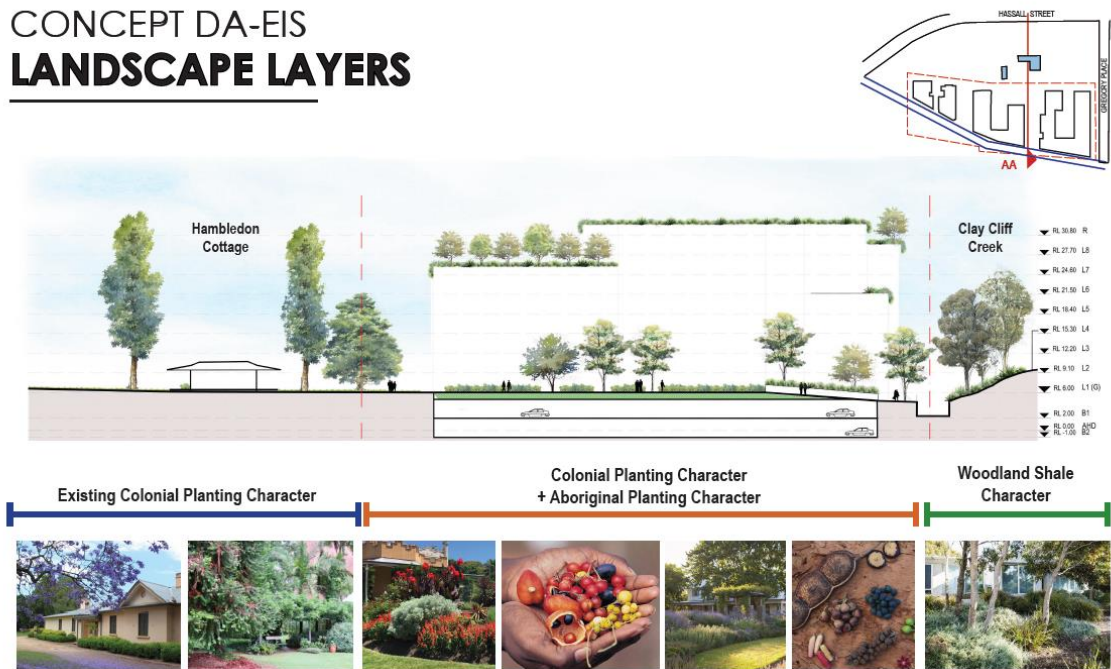 CONCEPT DA-EIS
LANDSCAPE LAYERS
HASSALL STREET
GREGORY PLACE
AA
Hambledon
Cottage
Clay Cliff
Creek
RL 30.80 R
RL 27.70 L8
RL 24.60 L7
RL 21.50 L6
RL 18.40 L5
RL 15.30 L4
RL 12.20 L3
RL 9.10 L2
RL 6.00 L1 (G)
RL 2.00 B1
RL 0.00 AHD
RL -1.00 B2
Existing Colonial Planting Character
Colonial Planting Character
+ Aboriginal Planting Character
Woodland Shale
Character